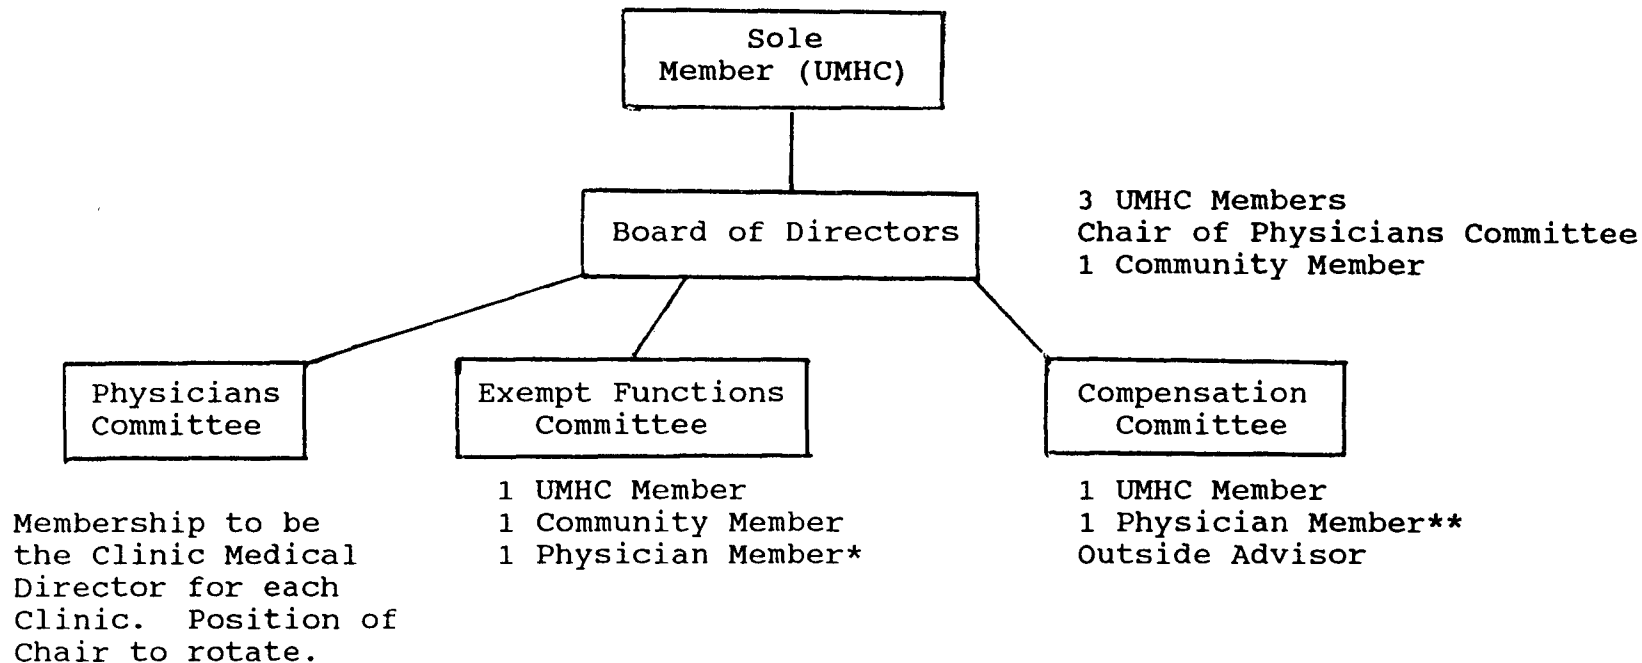 Sole
Member (UMHC)
Board of Directors
3 UMHC Members
Chair of Physicians Committee
1 Community Member
Physicians
Committee
Exempt Functions
Committee
Compensation
Committee
Membership to be
the Clinic Medical
Director for each
Clinic. Position of
Chair to rotate.
1 UMHC Member
1 Community Member
1 Physician Member*
1 UMHC Member
1 Physician Member**
Outside Advisor